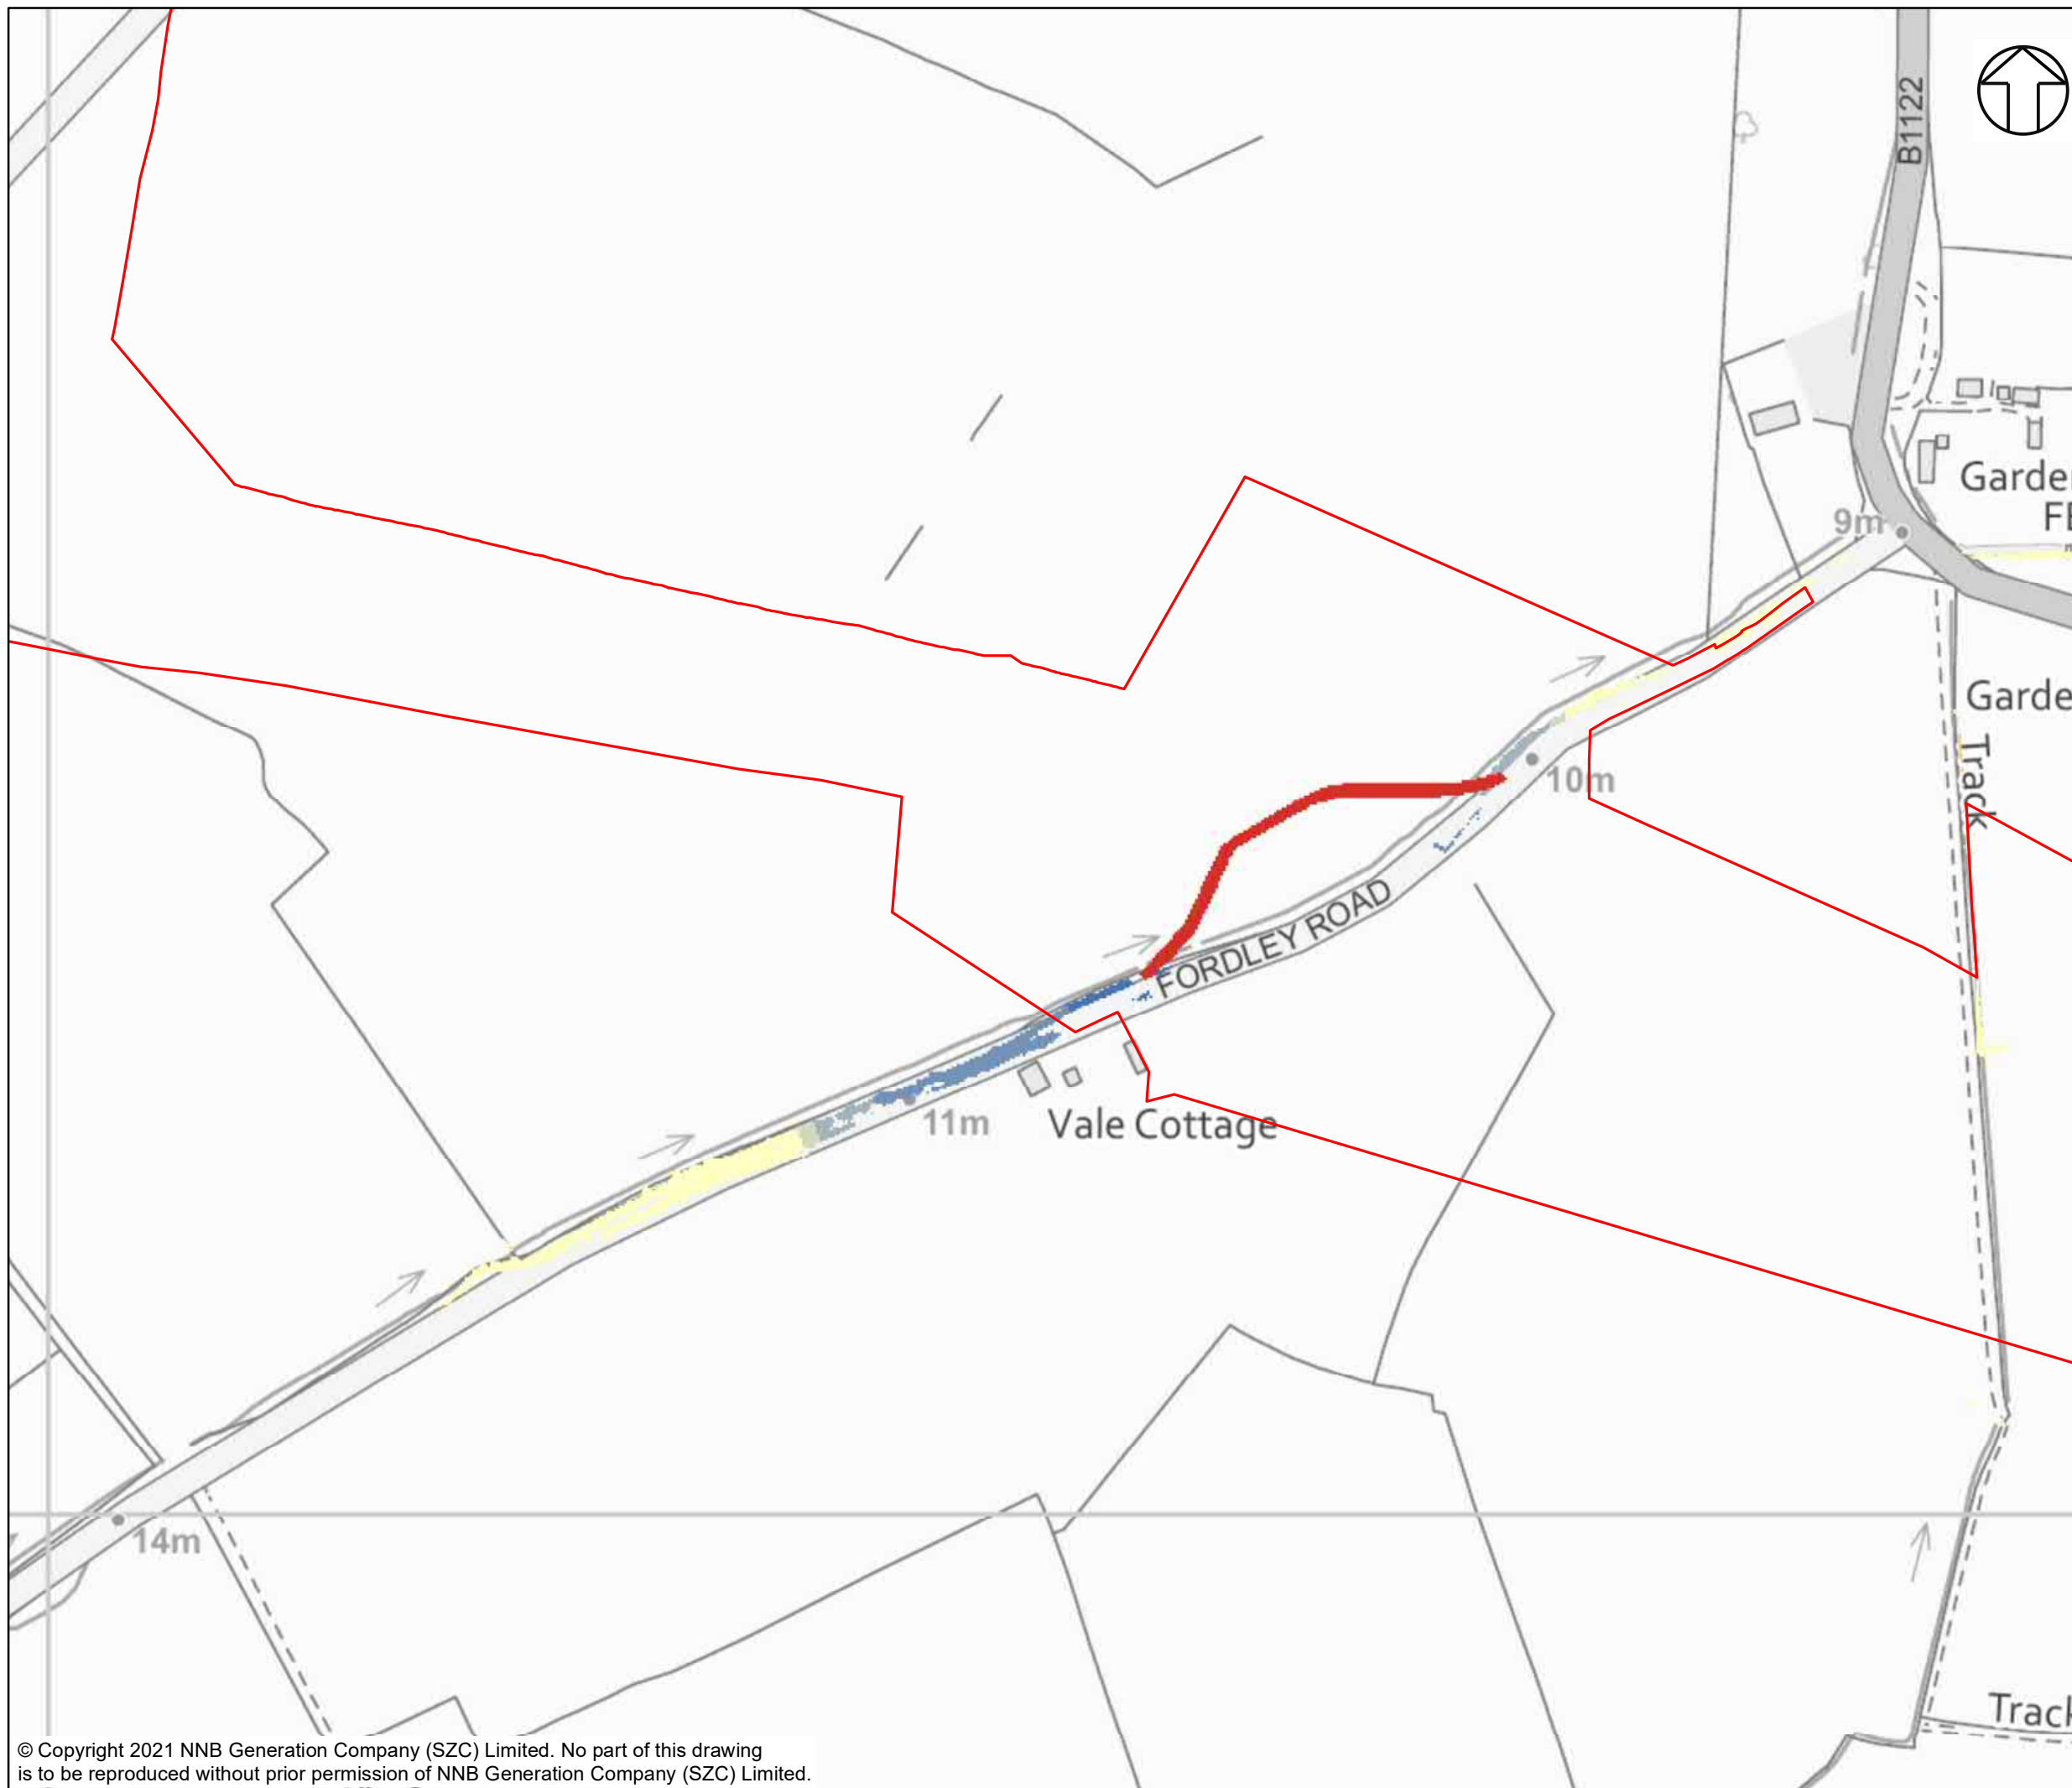 B1122
Garde
FE
9m
Garde
Track
10m
FORDLEY ROAD
11m
Vale Cottage
14m
Track
© Copyright 2021 NNB Generation Company (SZC) Limited. No part of this drawing
is to be reproduced without prior permission of NNB Generation Company (SZC) Limited.